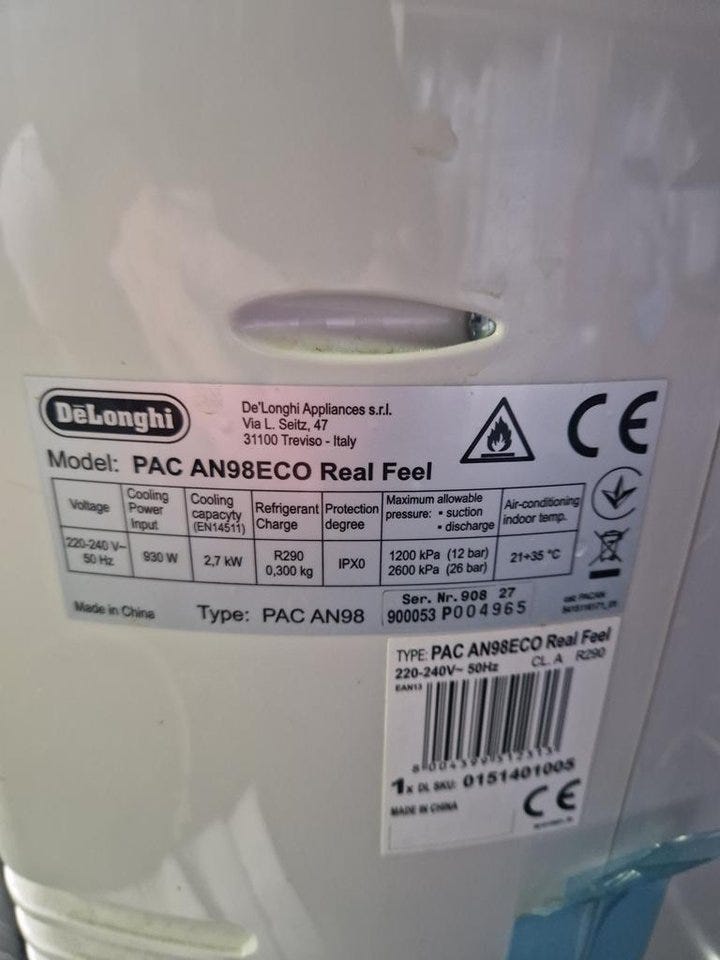 DeLonghi
De'Longhi Appliances s.r.l.
Via L. Seitz, 47
31100 Treviso - Italy
CE
Model: PAC AN98ECO Real Feel
Voltage
Cooling Power Input
Cooling capacyty (EN14511)
Refrigerant Charge
Protection degree
Maximum allowable pressure: • suction • discharge
Air-conditioning indoor temp.
220-240 V~ 50 Hz
930 W
2,7 kW
R290 0,300 kg
IPX0
1200 kPa (12 bar)
2600 kPa (26 bar)
21÷35 °C
Made in China
Type: PAC AN98
Ser. Nr. 908 27
900053 P004965
TYPE: PAC AN98ECO Real Feel
220-240V~ 50Hz CL. A R290
EAN13
1x DL SKU: 0151401005
MADE IN CHINA
CE